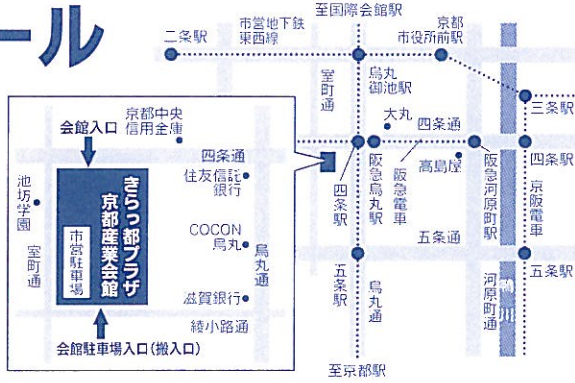 ール
至国際会館駅
市営地下鉄
東西線
二条駅
京都
市役所前駅
室町通
烏丸
御池駅
三条駅
大丸
四条通
四条駅
阪急烏丸駅
阪急電車
高島屋
阪急河原町駅
四条駅
京阪電車
五条通
五条駅
烏丸通
河原町通
鴨川
五条駅
至京都駅
会館入口
京都中央
信用金庫
四条通
池坊学園
室町通
きらっ都プラザ
京都産業会館
市営駐車場
住友信託
銀行
COCON
烏丸
烏丸通
滋賀銀行
綾小路通
会館駐車場入口(搬入口)